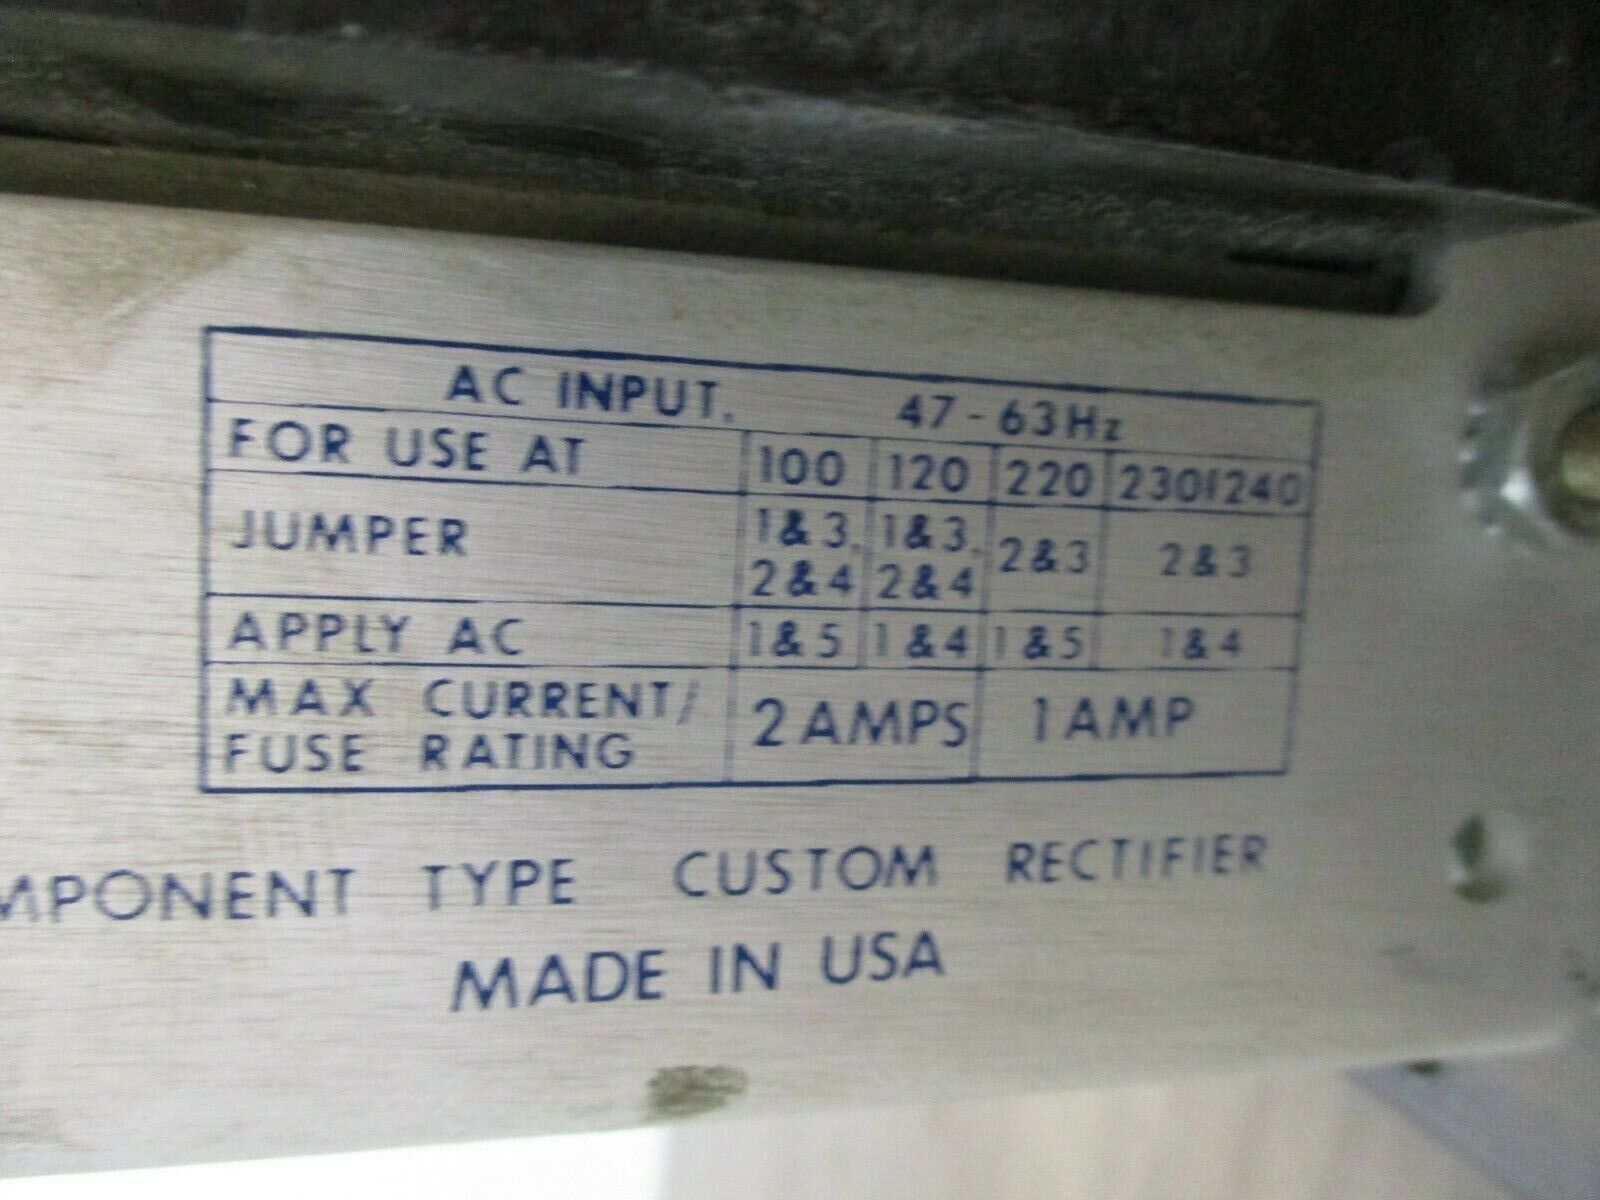 AC INPUT. 47-63Hz
FOR USE AT 100 120 220 230/240
JUMPER 1&3, 2&4 1&3, 2&4 2&3 2&3
APPLY AC 1&5 1&4 1&5 1&4
MAX CURRENT/ FUSE RATING 2 AMPS 1 AMP
MPONENT TYPE CUSTOM RECTIFIER
MADE IN USA